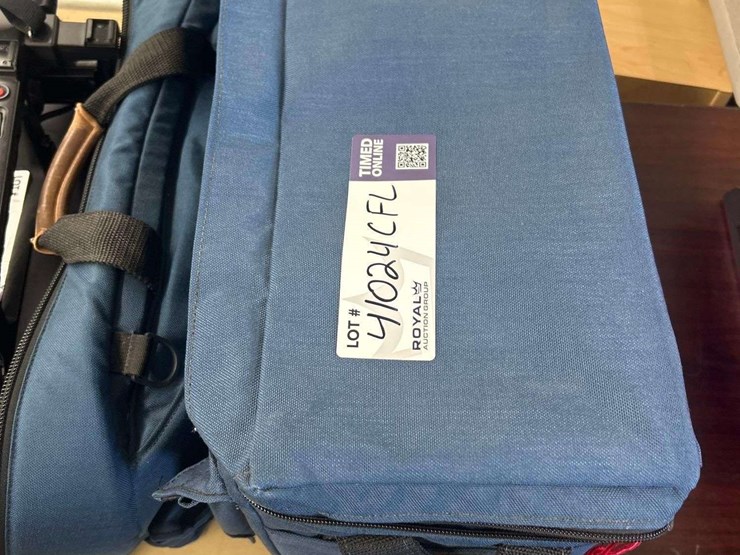 TIMED
ONLINE
LOT # 41024CFL
ROYAL
AUCTION GROUP